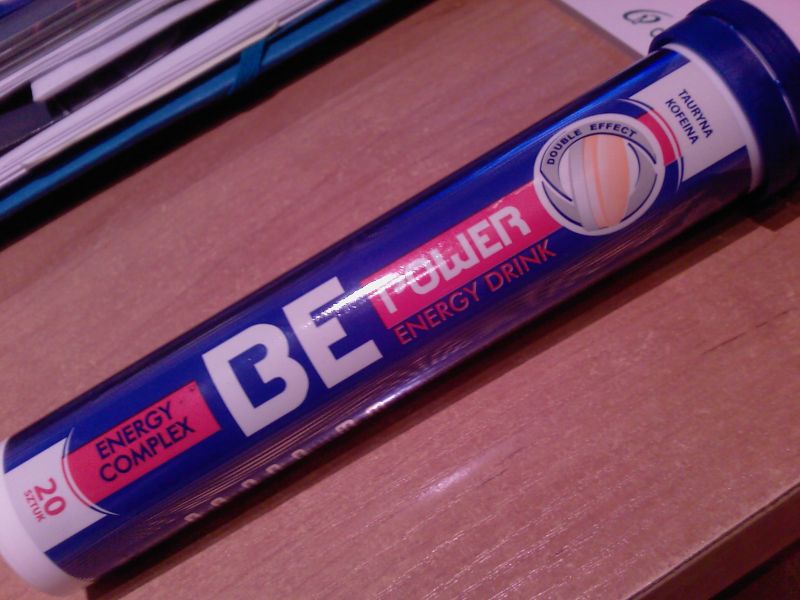 20
SZTUK
ENERGY
COMPLEX
BE
POWER
ENERGY DRINK
DOUBLE EFFECT
TAURYNA
KOFEINA